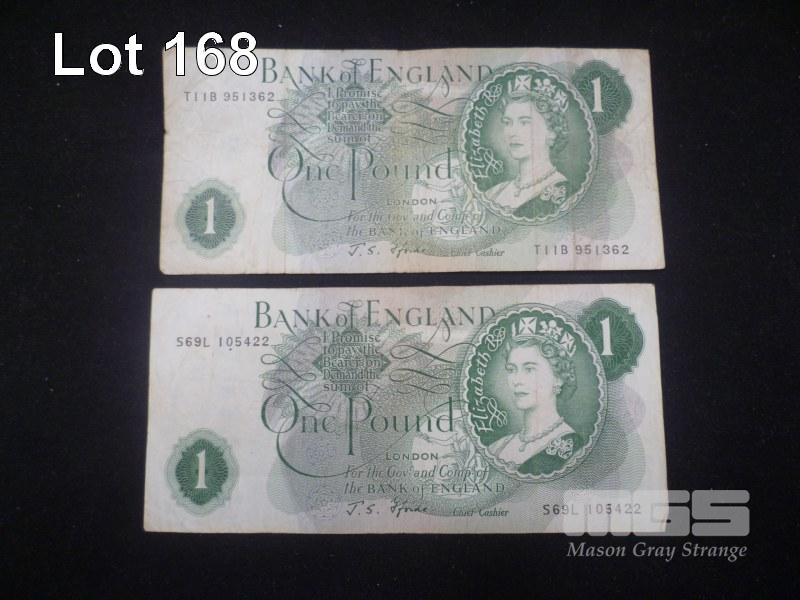 Lot 168
BANK of ENGLAND
T11B 951362
I Promise
to pay the
Bearer on
Demand the
sum of
One Pound
LONDON
For the Gov.r and Comp.a of
the BANK of ENGLAND
J. S. Fforde Chief Cashier
T11B 951362
1
1
Elizabeth R
BANK of ENGLAND
S69L 105422
I Promise
to pay the
Bearer on
Demand the
sum of
One Pound
LONDON
For the Gov.r and Comp.a of
the BANK of ENGLAND
J. S. Fforde Chief Cashier
S69L 105422
1
1
Elizabeth R
MGS
Mason Gray Strange